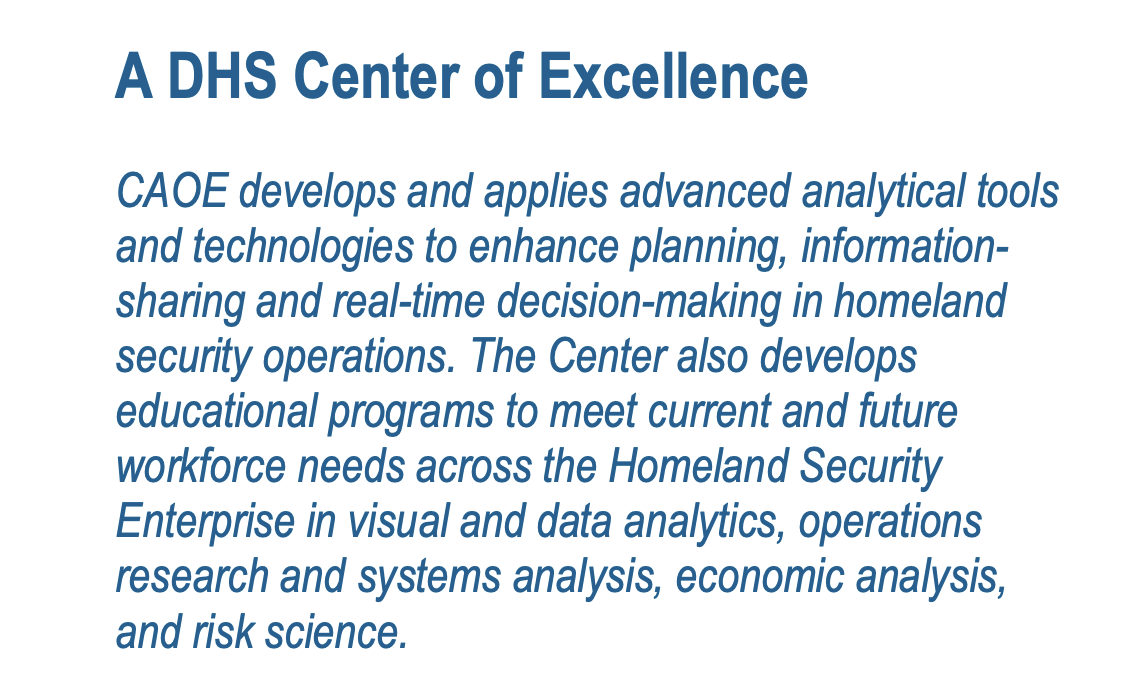 A DHS Center of Excellence
CAOE develops and applies advanced analytical tools
and technologies to enhance planning, information-
sharing and real-time decision-making in homeland
security operations. The Center also develops
educational programs to meet current and future
workforce needs across the Homeland Security
Enterprise in visual and data analytics, operations
research and systems analysis, economic analysis,
and risk science.